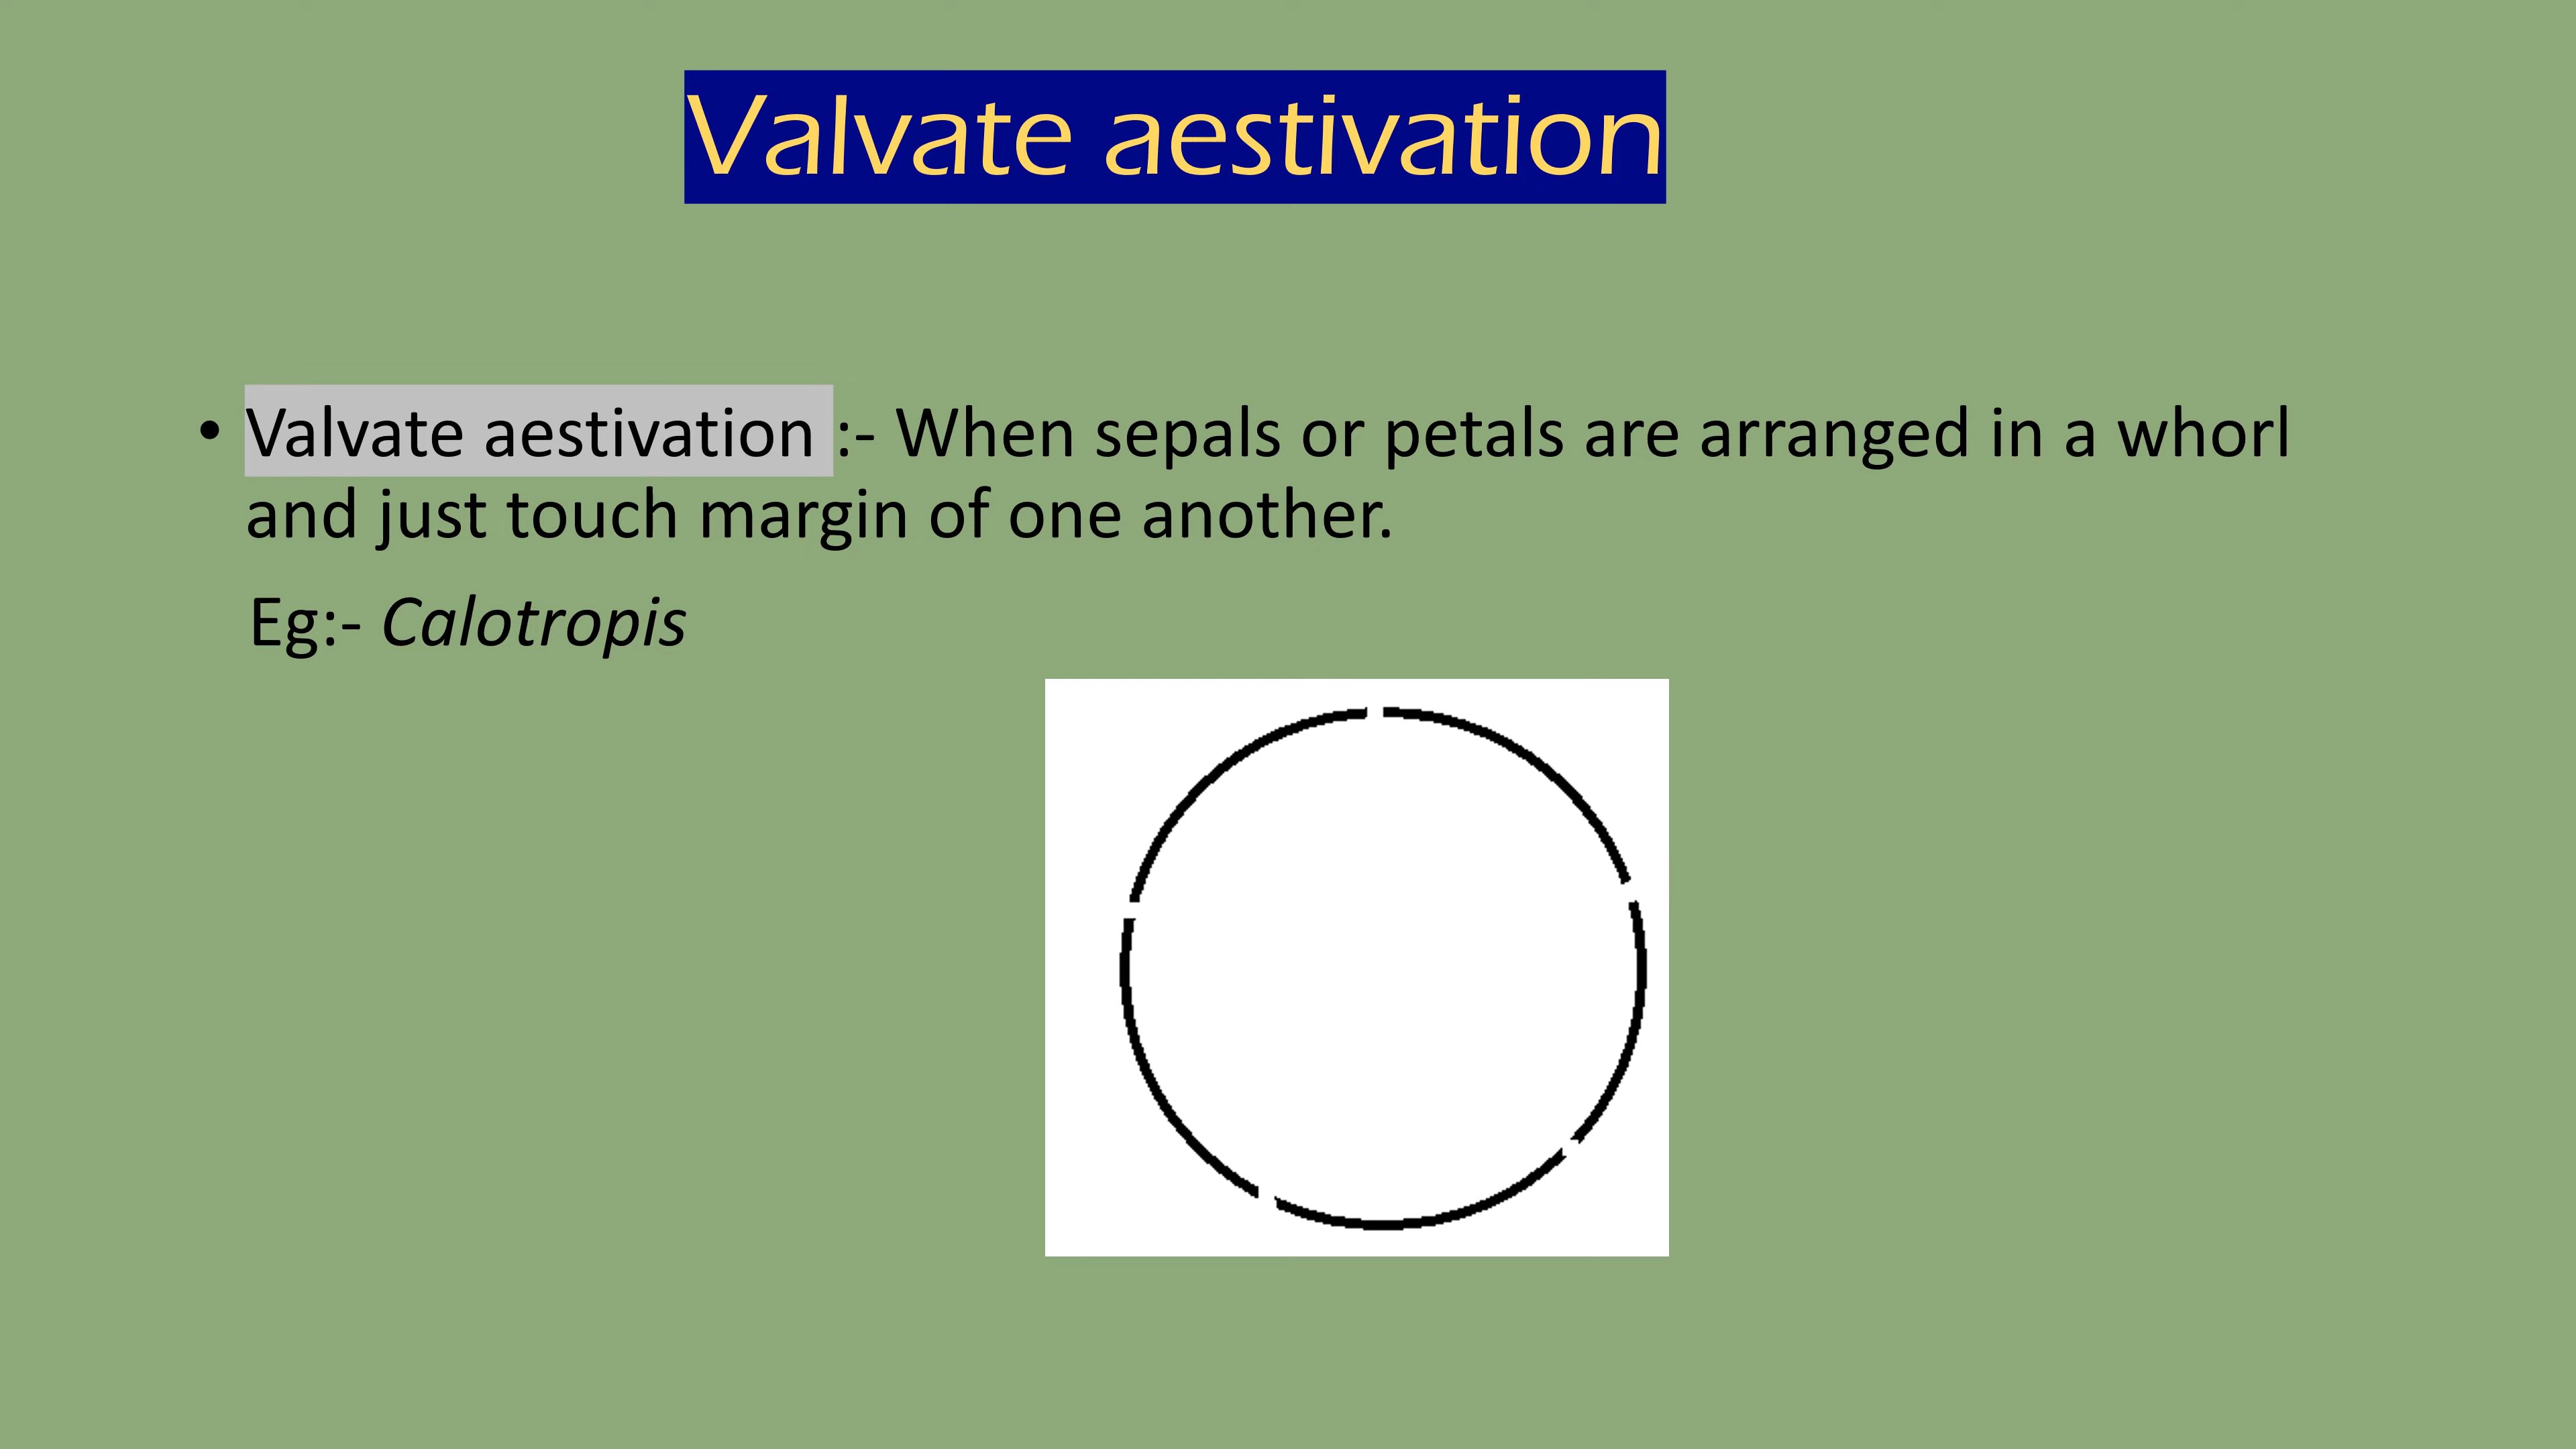 Valvate aestivation
• Valvate aestivation :- When sepals or petals are arranged in a whorl
and just touch margin of one another.
Eg:- Calotropis